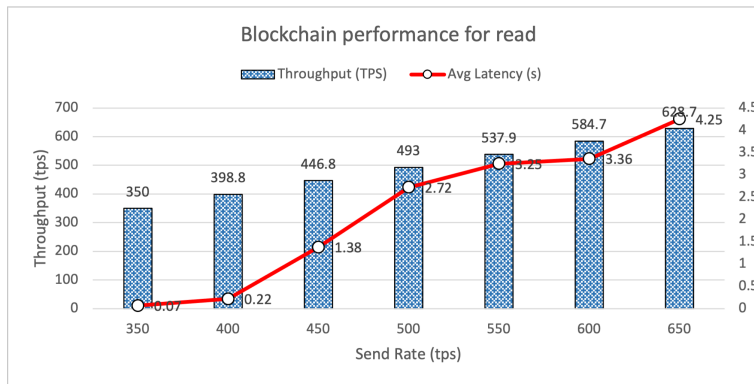 Blockchain performance for read
Throughput (TPS) Avg Latency (s)
Throughput (tps)
700 4.5
600 4
500 3.5
400 3
300 2.5
200 2
100 1.5
0 1
0.5
0
350 398.8 446.8 493 537.9 584.7 628.7
0.07 0.22 1.38 2.72 3.25 3.36 4.25
350 400 450 500 550 600 650
Send Rate (tps)